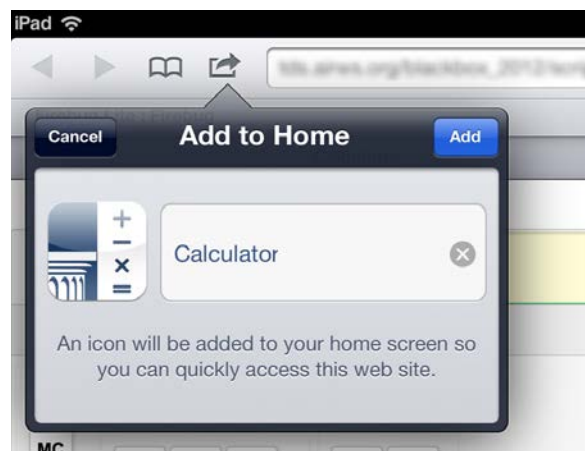 iPad
Cancel
Add to Home
Add
+
−
×
=
Calculator
An icon will be added to your home screen so
you can quickly access this web site.
MC